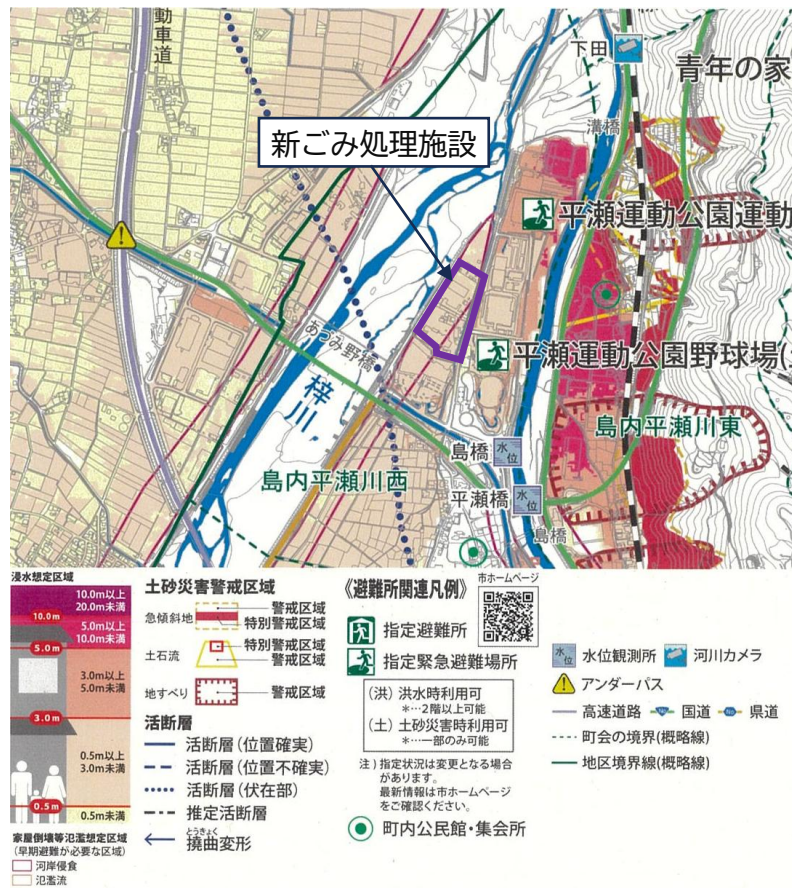 動車道
下田
青年の家
溝橋
新ごみ処理施設
平瀬運動公園運動
あづみ野橋
平瀬運動公園野球場(土
梓川
島内平瀬川東
島橋
水位
島内平瀬川西
平瀬橋
水位
島橋
浸水想定区域
10.0m以上
20.0m未満
10.0m
5.0m以上
10.0m未満
5.0m
3.0m以上
5.0m未満
3.0m
0.5m以上
3.0m未満
0.5m
0.5m未満
家屋倒壊等氾濫想定区域
(早期避難が必要な区域)
河岸侵食
氾濫流
土砂災害警戒区域
急傾斜地
警戒区域
特別警戒区域
土石流
特別警戒区域
警戒区域
地すべり
警戒区域
活断層
活断層(位置確実)
活断層(位置不確実)
活断層(伏在部)
推定活断層
とうきょく
撓曲変形
《避難所関連凡例》
市ホームページ
指定避難所
指定緊急避難場所
(洪)洪水時利用可
*…2階以上可能
(土)土砂災害時利用可
*…一部のみ可能
注)指定状況は変更となる場合
があります。
最新情報は市ホームページ
をご確認ください。
町内公民館・集会所
水位 水位観測所 河川カメラ
アンダーパス
高速道路 国道 県道
町会の境界(概略線)
地区境界線(概略線)